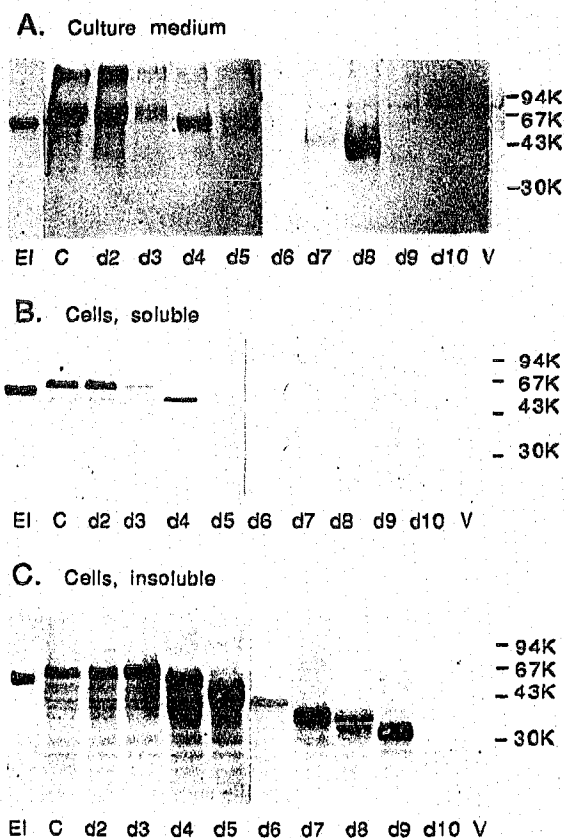 A. Culture medium
-94K
-67K
-43K
-30K
EI C d2 d3 d4 d5 d6 d7 d8 d9 d10 V
B. Cells, soluble
- 94K
- 67K
- 43K
- 30K
EI C d2 d3 d4 d5 d6 d7 d8 d9 d10 V
C. Cells, insoluble
- 94K
- 67K
- 43K
- 30K
EI C d2 d3 d4 d5 d6 d7 d8 d9 d10 V